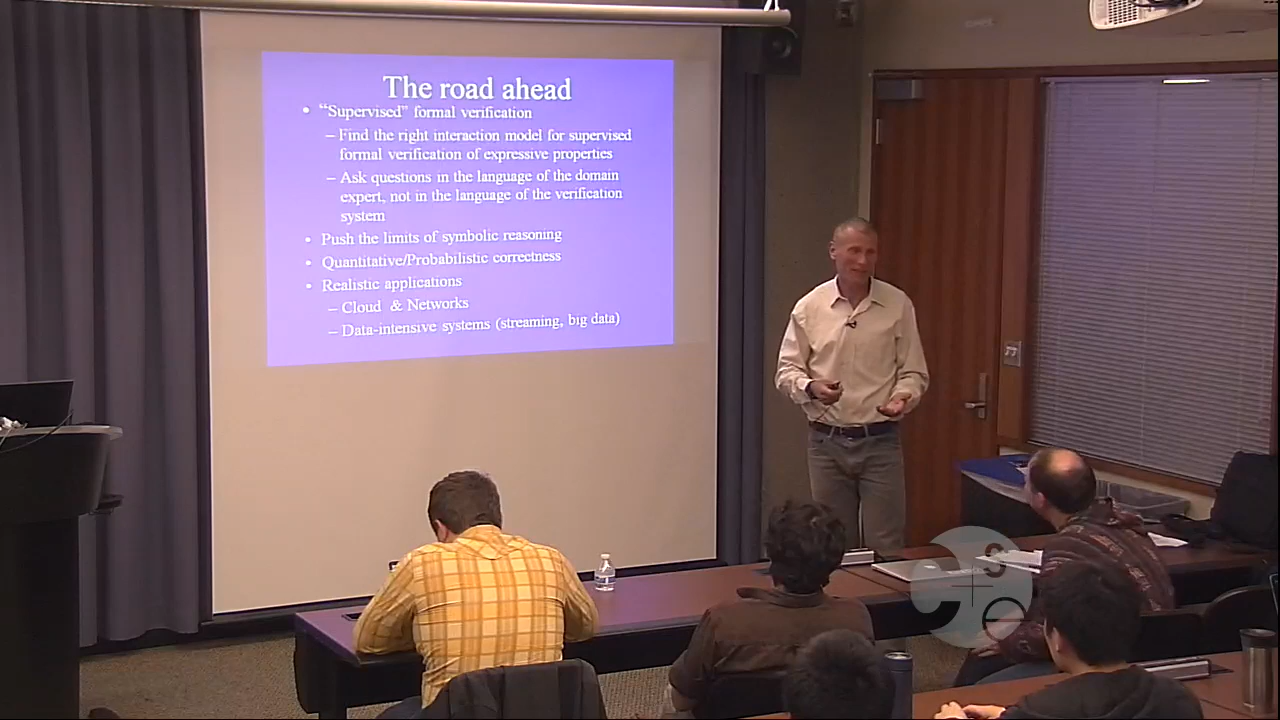 The road ahead
• “Supervised” formal verification
– Find the right interaction model for supervised
formal verification of expressive properties
– Ask questions in the language of the domain
expert, not in the language of the verification
system
• Push the limits of symbolic reasoning
• Quantitative/Probabilistic correctness
• Realistic applications
– Cloud & Networks
– Data-intensive systems (streaming, big data)
CS
+
e